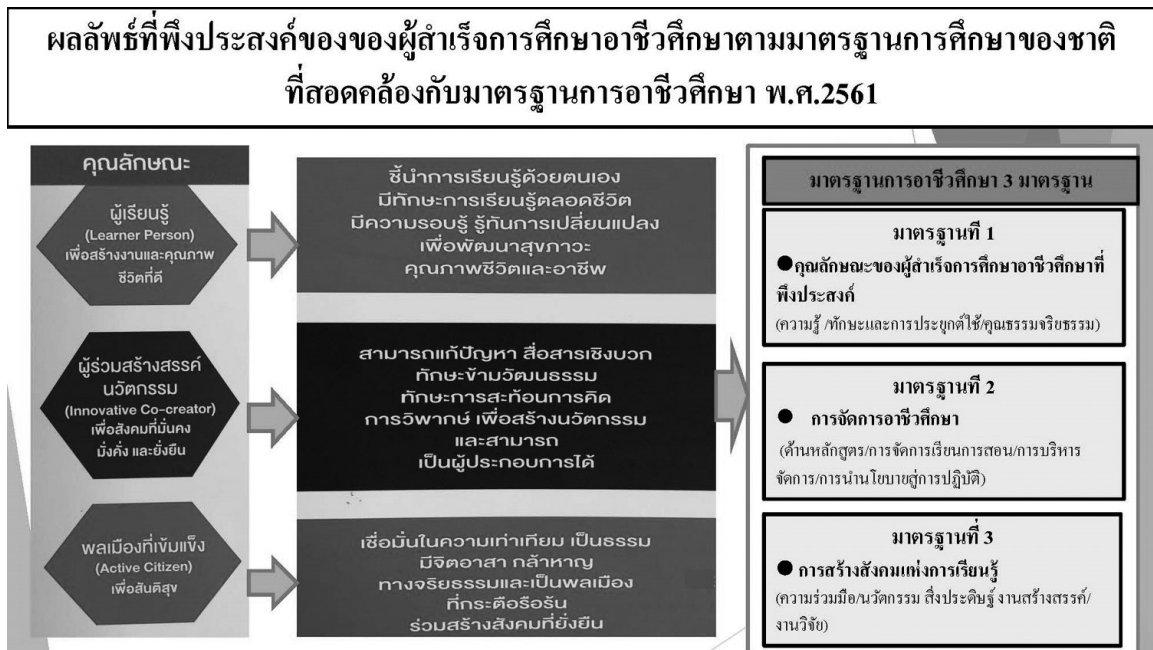 ผลลัพธ์ที่พึงประสงค์ของของผู้สำเร็จการศึกษาอาชีวศึกษาตามมาตรฐานการศึกษาของชาติ
ที่สอดคล้องกับมาตรฐานการอาชีวศึกษา พ.ศ.2561
คุณลักษณะ
ผู้เรียนรู้
(Learner Person)
เพื่อสร้างงานและคุณภาพ
ชีวิตที่ดี
ชี้นำการเรียนรู้ด้วยตนเอง
มีทักษะการเรียนรู้ตลอดชีวิต
มีความรอบรู้ รู้ทันการเปลี่ยนแปลง
เพื่อพัฒนาสุขภาวะ
คุณภาพชีวิตและอาชีพ
ผู้ร่วมสร้างสรรค์
นวัตกรรม
(Innovative Co-creator)
เพื่อสังคมที่มั่นคง
มั่งคั่ง และยั่งยืน
สามารถแก้ปัญหา สื่อสารเชิงบวก
ทักษะข้ามวัฒนธรรม
ทักษะการสะท้อนการคิด
การวิพากษ์ เพื่อสร้างนวัตกรรม
และสามารถ
เป็นผู้ประกอบการได้
พลเมืองที่เข้มแข็ง
(Active Citizen)
เพื่อสันติสุข
เชื่อมั่นในความเท่าเทียม เป็นธรรม
มีจิตอาสา กล้าหาญ
ทางจริยธรรมและเป็นพลเมือง
ที่กระตือรือร้น
ร่วมสร้างสังคมที่ยั่งยืน
มาตรฐานการอาชีวศึกษา 3 มาตรฐาน
มาตรฐานที่ 1
●คุณลักษณะของผู้สำเร็จการศึกษาอาชีวศึกษาที่
พึงประสงค์
(ความรู้ /ทักษะและการประยุกต์ใช้/คุณธรรมจริยธรรม)
มาตรฐานที่ 2
● การจัดการอาชีวศึกษา
(ด้านหลักสูตร/การจัดการเรียนการสอน/การบริหาร
จัดการ/การนำนโยบายสู่การปฏิบัติ)
มาตรฐานที่ 3
● การสร้างสังคมแห่งการเรียนรู้
(ความร่วมมือ/นวัตกรรม สิ่งประดิษฐ์ งานสร้างสรรค์/
งานวิจัย)